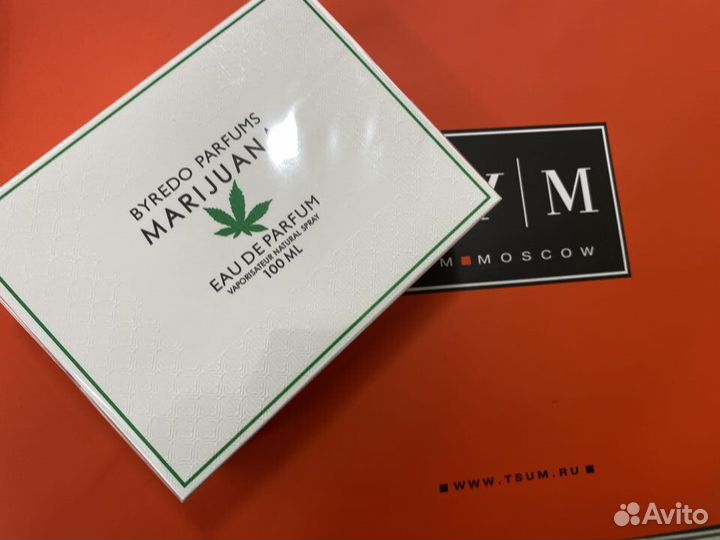 BYREDO PARFUMS
MARIJUANA
EAU DE PARFUM
VAPORISATEUR NATURAL SPRAY
100 ML
У|М
M■MOSCOW
■ WWW.TSUM.RU ■
Avito